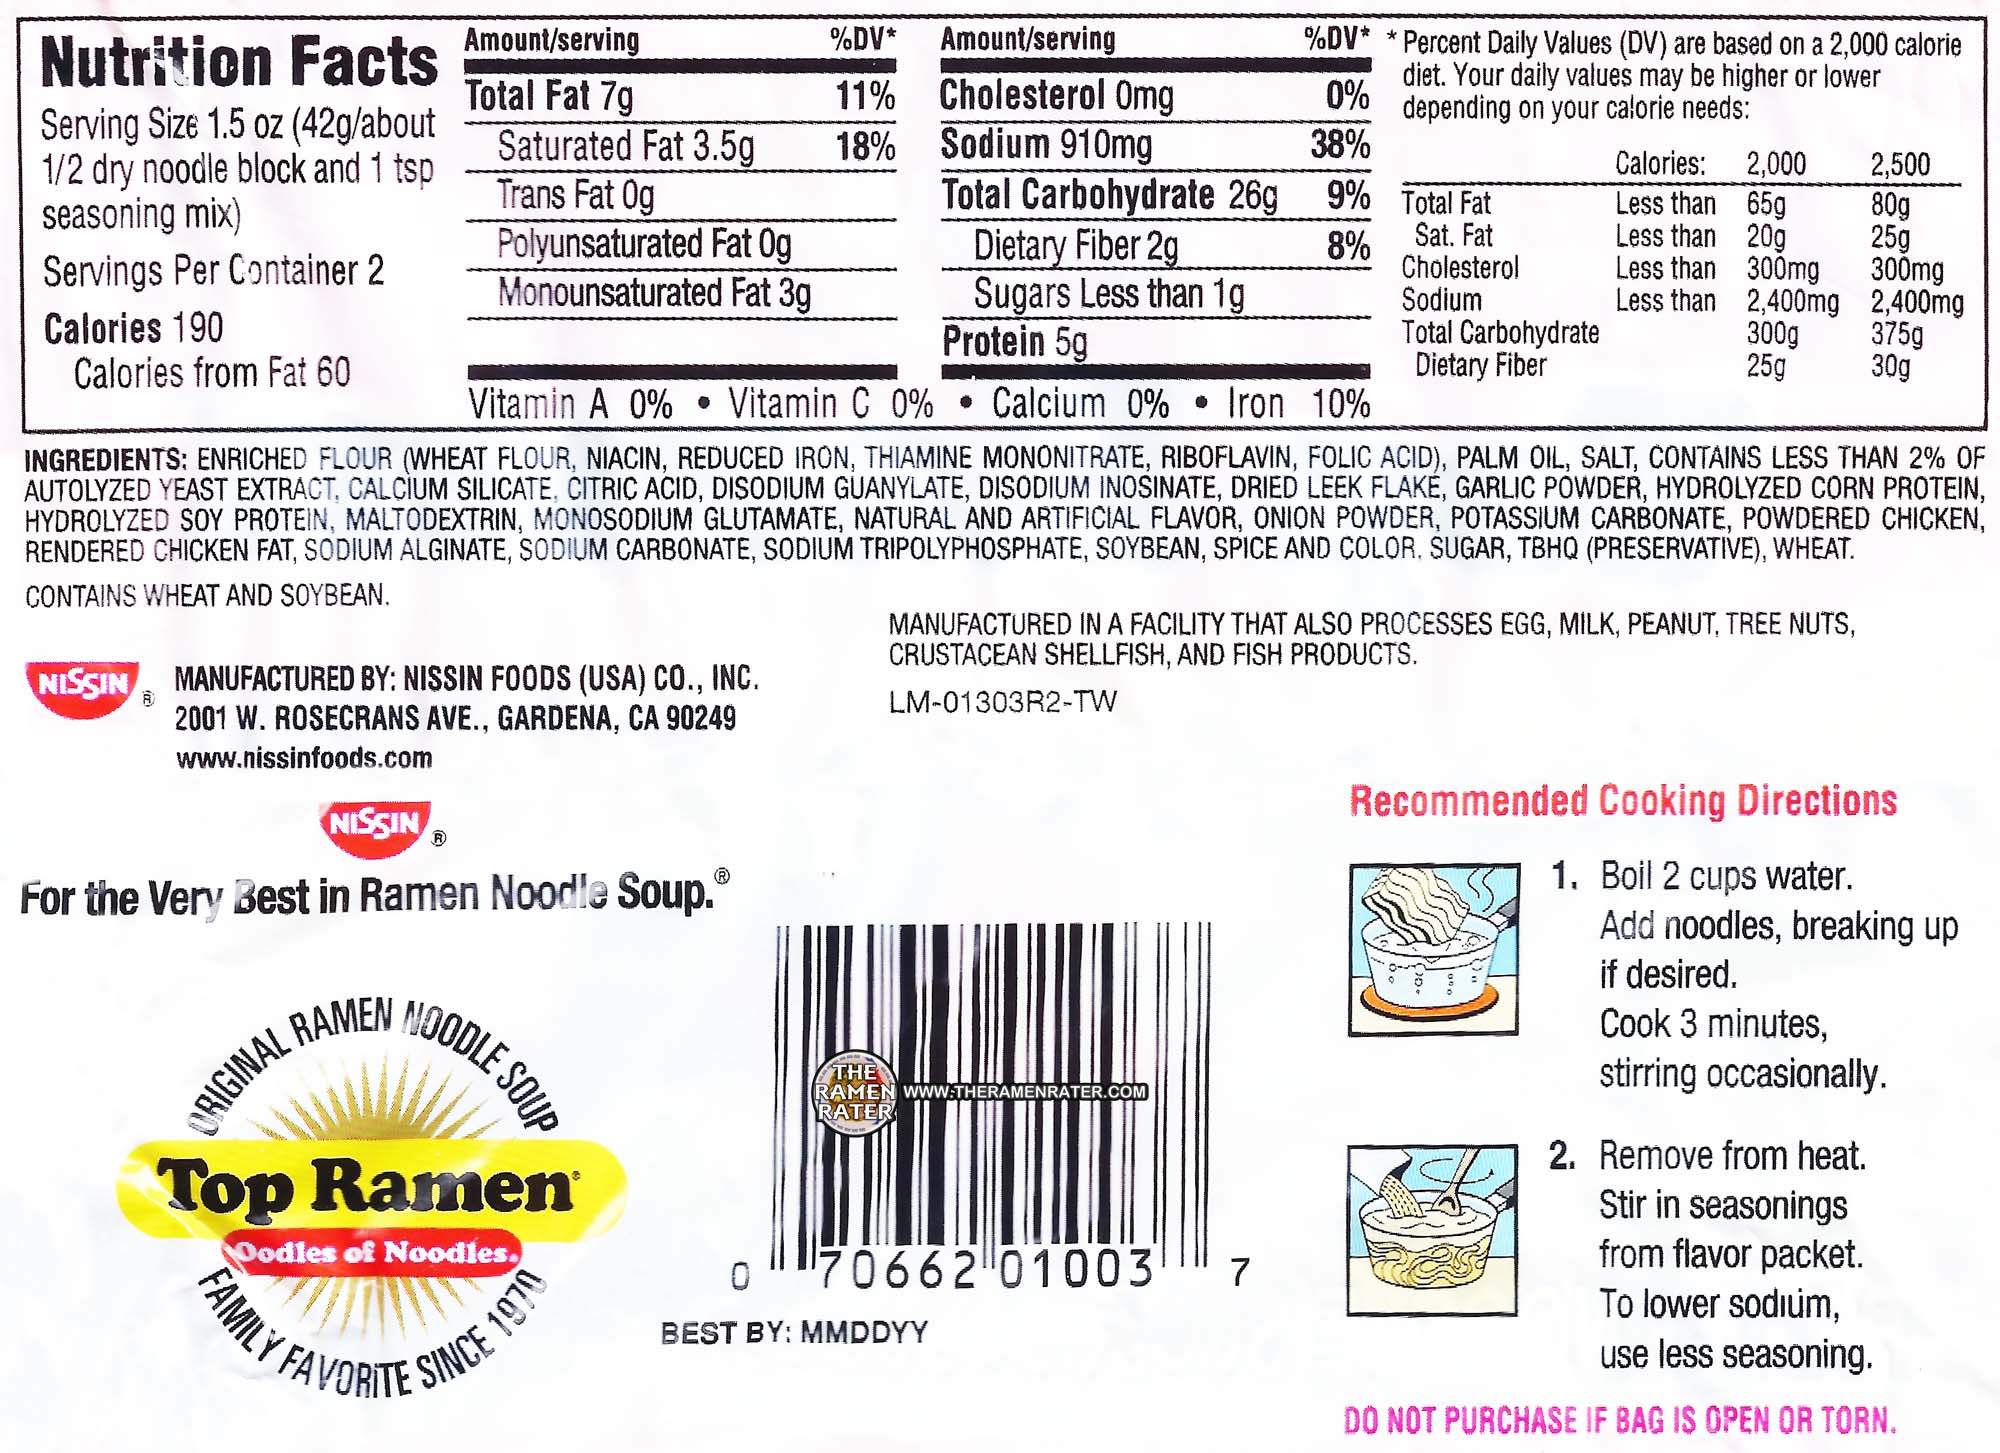 Nutrition Facts
Serving Size 1.5 oz (42g/about
1/2 dry noodle block and 1 tsp
seasoning mix)
Servings Per Container 2
Calories 190
Calories from Fat 60
Amount/serving %DV*
Total Fat 7g 11%
Saturated Fat 3.5g 18%
Trans Fat 0g
Polyunsaturated Fat 0g
Monounsaturated Fat 3g
Amount/serving %DV*
Cholesterol 0mg 0%
Sodium 910mg 38%
Total Carbohydrate 26g 9%
Dietary Fiber 2g 8%
Sugars Less than 1g
Protein 5g
Vitamin A 0% • Vitamin C 0% • Calcium 0% • Iron 10%
* Percent Daily Values (DV) are based on a 2,000 calorie
diet. Your daily values may be higher or lower
depending on your calorie needs:
Calories: 2,000 2,500
Total Fat Less than 65g 80g
Sat. Fat Less than 20g 25g
Cholesterol Less than 300mg 300mg
Sodium Less than 2,400mg 2,400mg
Total Carbohydrate 300g 375g
Dietary Fiber 25g 30g
INGREDIENTS: ENRICHED FLOUR (WHEAT FLOUR, NIACIN, REDUCED IRON, THIAMINE MONONITRATE, RIBOFLAVIN, FOLIC ACID), PALM OIL, SALT, CONTAINS LESS THAN 2% OF
AUTOLYZED YEAST EXTRACT, CALCIUM SILICATE, CITRIC ACID, DISODIUM GUANYLATE, DISODIUM INOSINATE, DRIED LEEK FLAKE, GARLIC POWDER, HYDROLYZED CORN PROTEIN,
HYDROLYZED SOY PROTEIN, MALTODEXTRIN, MONOSODIUM GLUTAMATE, NATURAL AND ARTIFICIAL FLAVOR, ONION POWDER, POTASSIUM CARBONATE, POWDERED CHICKEN,
RENDERED CHICKEN FAT, SODIUM ALGINATE, SODIUM CARBONATE, SODIUM TRIPOLYPHOSPHATE, SOYBEAN, SPICE AND COLOR, SUGAR, TBHQ (PRESERVATIVE), WHEAT.
CONTAINS WHEAT AND SOYBEAN.
MANUFACTURED IN A FACILITY THAT ALSO PROCESSES EGG, MILK, PEANUT, TREE NUTS,
CRUSTACEAN SHELLFISH, AND FISH PRODUCTS.
LM-01303R2-TW
NISSIN ®
MANUFACTURED BY: NISSIN FOODS (USA) CO., INC.
2001 W. ROSECRANS AVE., GARDENA, CA 90249
www.nissinfoods.com
NISSIN ®
For the Very Best in Ramen Noodle Soup.®
ORIGINAL RAMEN NOODLE SOUP
Top Ramen®
Oodles of Noodles.
FAMILY FAVORITE SINCE 1970
THE
RAMEN
RATER
WWW.THERAMENRATER.COM
0 70662 01003 7
BEST BY: MMDDYY
Recommended Cooking Directions
1. Boil 2 cups water.
Add noodles, breaking up
if desired.
Cook 3 minutes,
stirring occasionally.
2. Remove from heat.
Stir in seasonings
from flavor packet.
To lower sodium,
use less seasoning.
DO NOT PURCHASE IF BAG IS OPEN OR TORN.